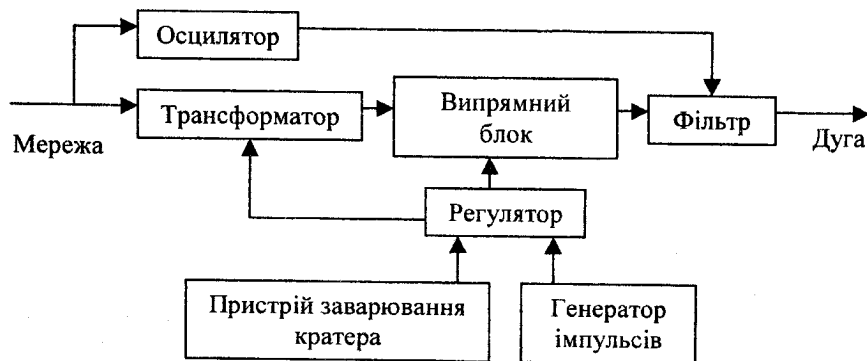 Осцилятор
Трансформатор
Випрямний
блок
Фільтр
Мережа
Дуга
Регулятор
Пристрій заварювання
кратера
Генератор
імпульсів